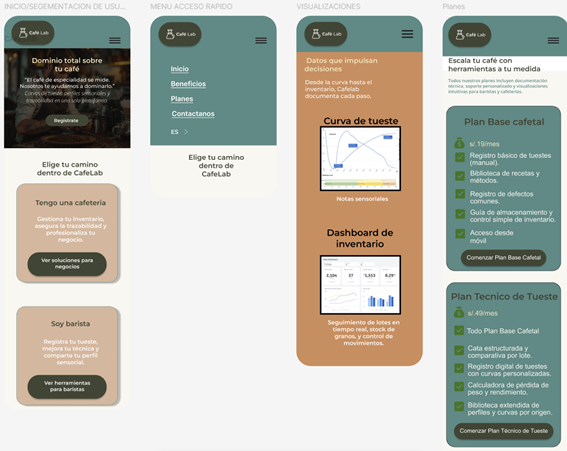 INICIO/SEGEMENTACION DE USU...
Café Lab
Dominio total sobre
tu café
"El café de especialidad se mide.
Nosotros te ayudamos a dominarlo."
Curvas de tueste, perfiles sensoriales y
trazabilidad en una sola plataforma.
Regístrate
Elige tu camino
dentro de CafeLab
Tengo una cafeteria
Gestiona tu inventario,
asegura la trazabilidad y
profesionaliza tu
negocio.
Ver soluciones para
negocios
Soy barista
Registra tu tueste,
mejora tu técnica y
comparte tu perfil
sensorial.
Ver herramientas
para baristas
MENU ACCESO RAPIDO
Café Lab
Inicio
Beneficios
Planes
Contactanos
ES
Elige tu camino
dentro de
CafeLab
VISUALIZACIONES
Café Lab
Datos que impulsan
decisiones
Desde la curva hasta el
inventario, Cafelab
documenta cada paso.
Curva de tueste
Notas sensoriales
Dashboard de
inventario
2,104
27
Seguimiento de lotes en
tiempo real, stock de
granos, y control de
movimientos.
Planes
Café Lab
Escala tu café con
herramientas a tu medida
Todos nuestros planes incluyen documentación
técnica, soporte personalizado y visualizaciones
intuitivas para baristas y cafeterías.
Plan Base cafetal
s/.19/mes
Registro básico de tuestes
(manual).
Biblioteca de recetas y
métodos.
Registro de defectos
comunes.
Guía de almacenamiento y
control simple de inventario.
Acceso desde
móvil
Comenzar Plan Base Cafetal
Plan Tecnico de Tueste
s/.49/mes
Todo Plan Base Cafetal
Cata estructurada y
comparativa por lote.
Registro digital de tuestes
con curvas personalizadas.
Calculadora de pérdida de
peso y rendimiento.
Biblioteca extendida de
perfiles y curvas por origen.
Comenzar Plan Técnico de Tueste